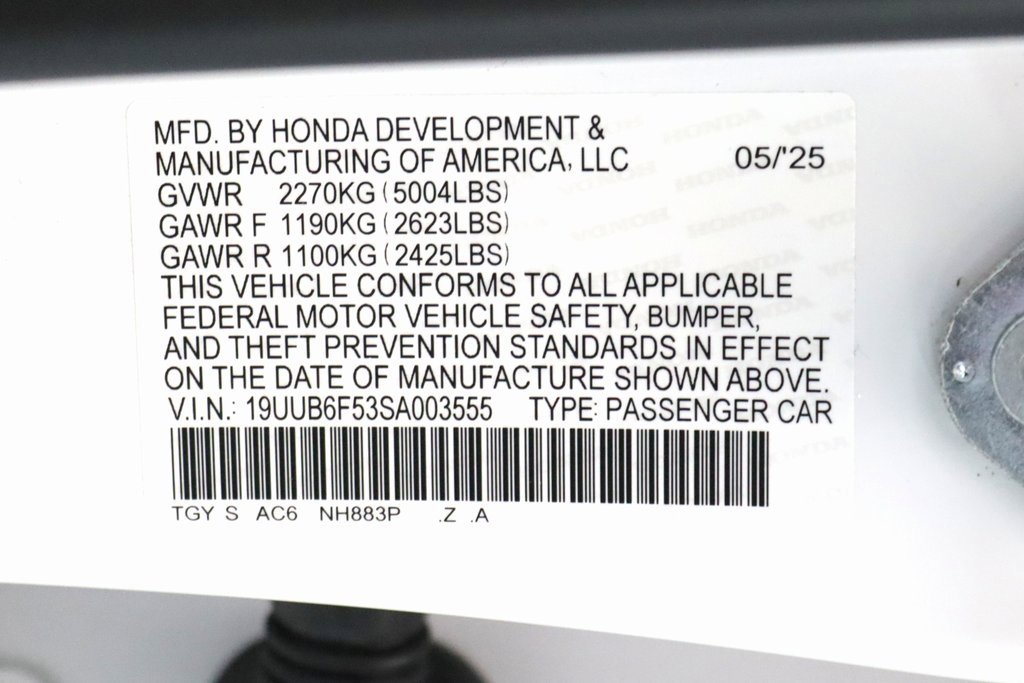 MFD. BY HONDA DEVELOPMENT &
MANUFACTURING OF AMERICA, LLC 05/'25
GVWR 2270KG (5004LBS)
GAWR F 1190KG (2623LBS)
GAWR R 1100KG (2425LBS)
THIS VEHICLE CONFORMS TO ALL APPLICABLE
FEDERAL MOTOR VEHICLE SAFETY, BUMPER,
AND THEFT PREVENTION STANDARDS IN EFFECT
ON THE DATE OF MANUFACTURE SHOWN ABOVE.
V.I.N.: 19UUB6F53SA003555 TYPE: PASSENGER CAR
TGY S AC6 NH883P .Z .A